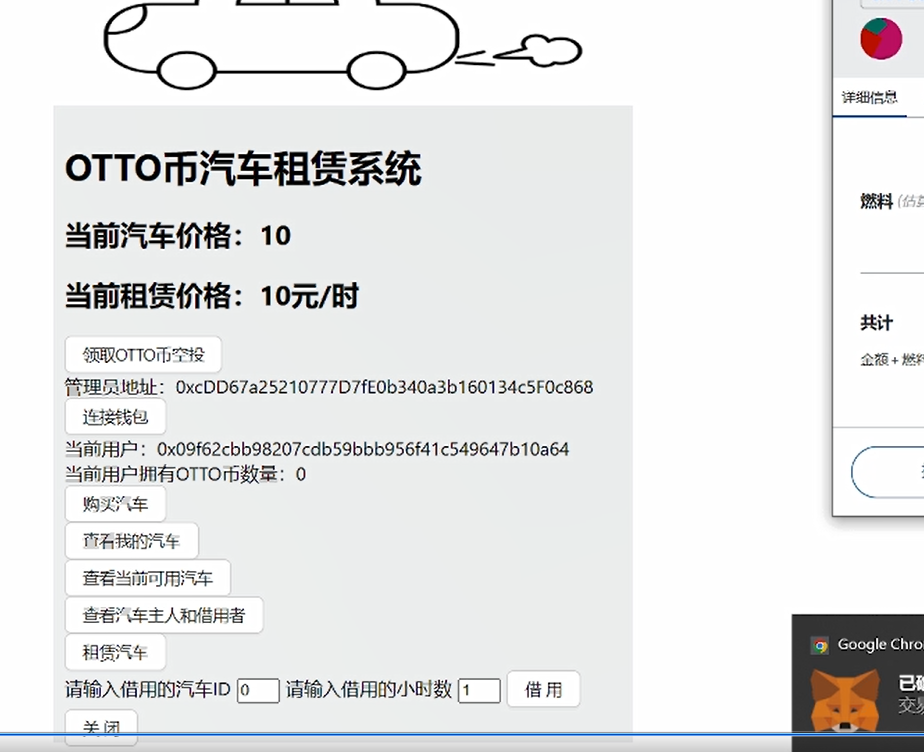 OTTO币汽车租赁系统
当前汽车价格：10
当前租赁价格：10元/时
领取OTTO币空投
管理员地址：0xcDD67a25210777D7fE0b340a3b160134c5F0c868
连接钱包
当前用户：0x09f62cbb98207cdb59bbb956f41c549647b10a64
当前用户拥有OTTO币数量：0
购买汽车
查看我的汽车
查看当前可用汽车
查看汽车主人和借用者
租赁汽车
请输入借用的汽车ID 0 请输入借用的小时数 1 借 用
关 闭
详细信息
燃料 (估
共计
金额 + 燃料
Google Chro
已
交易